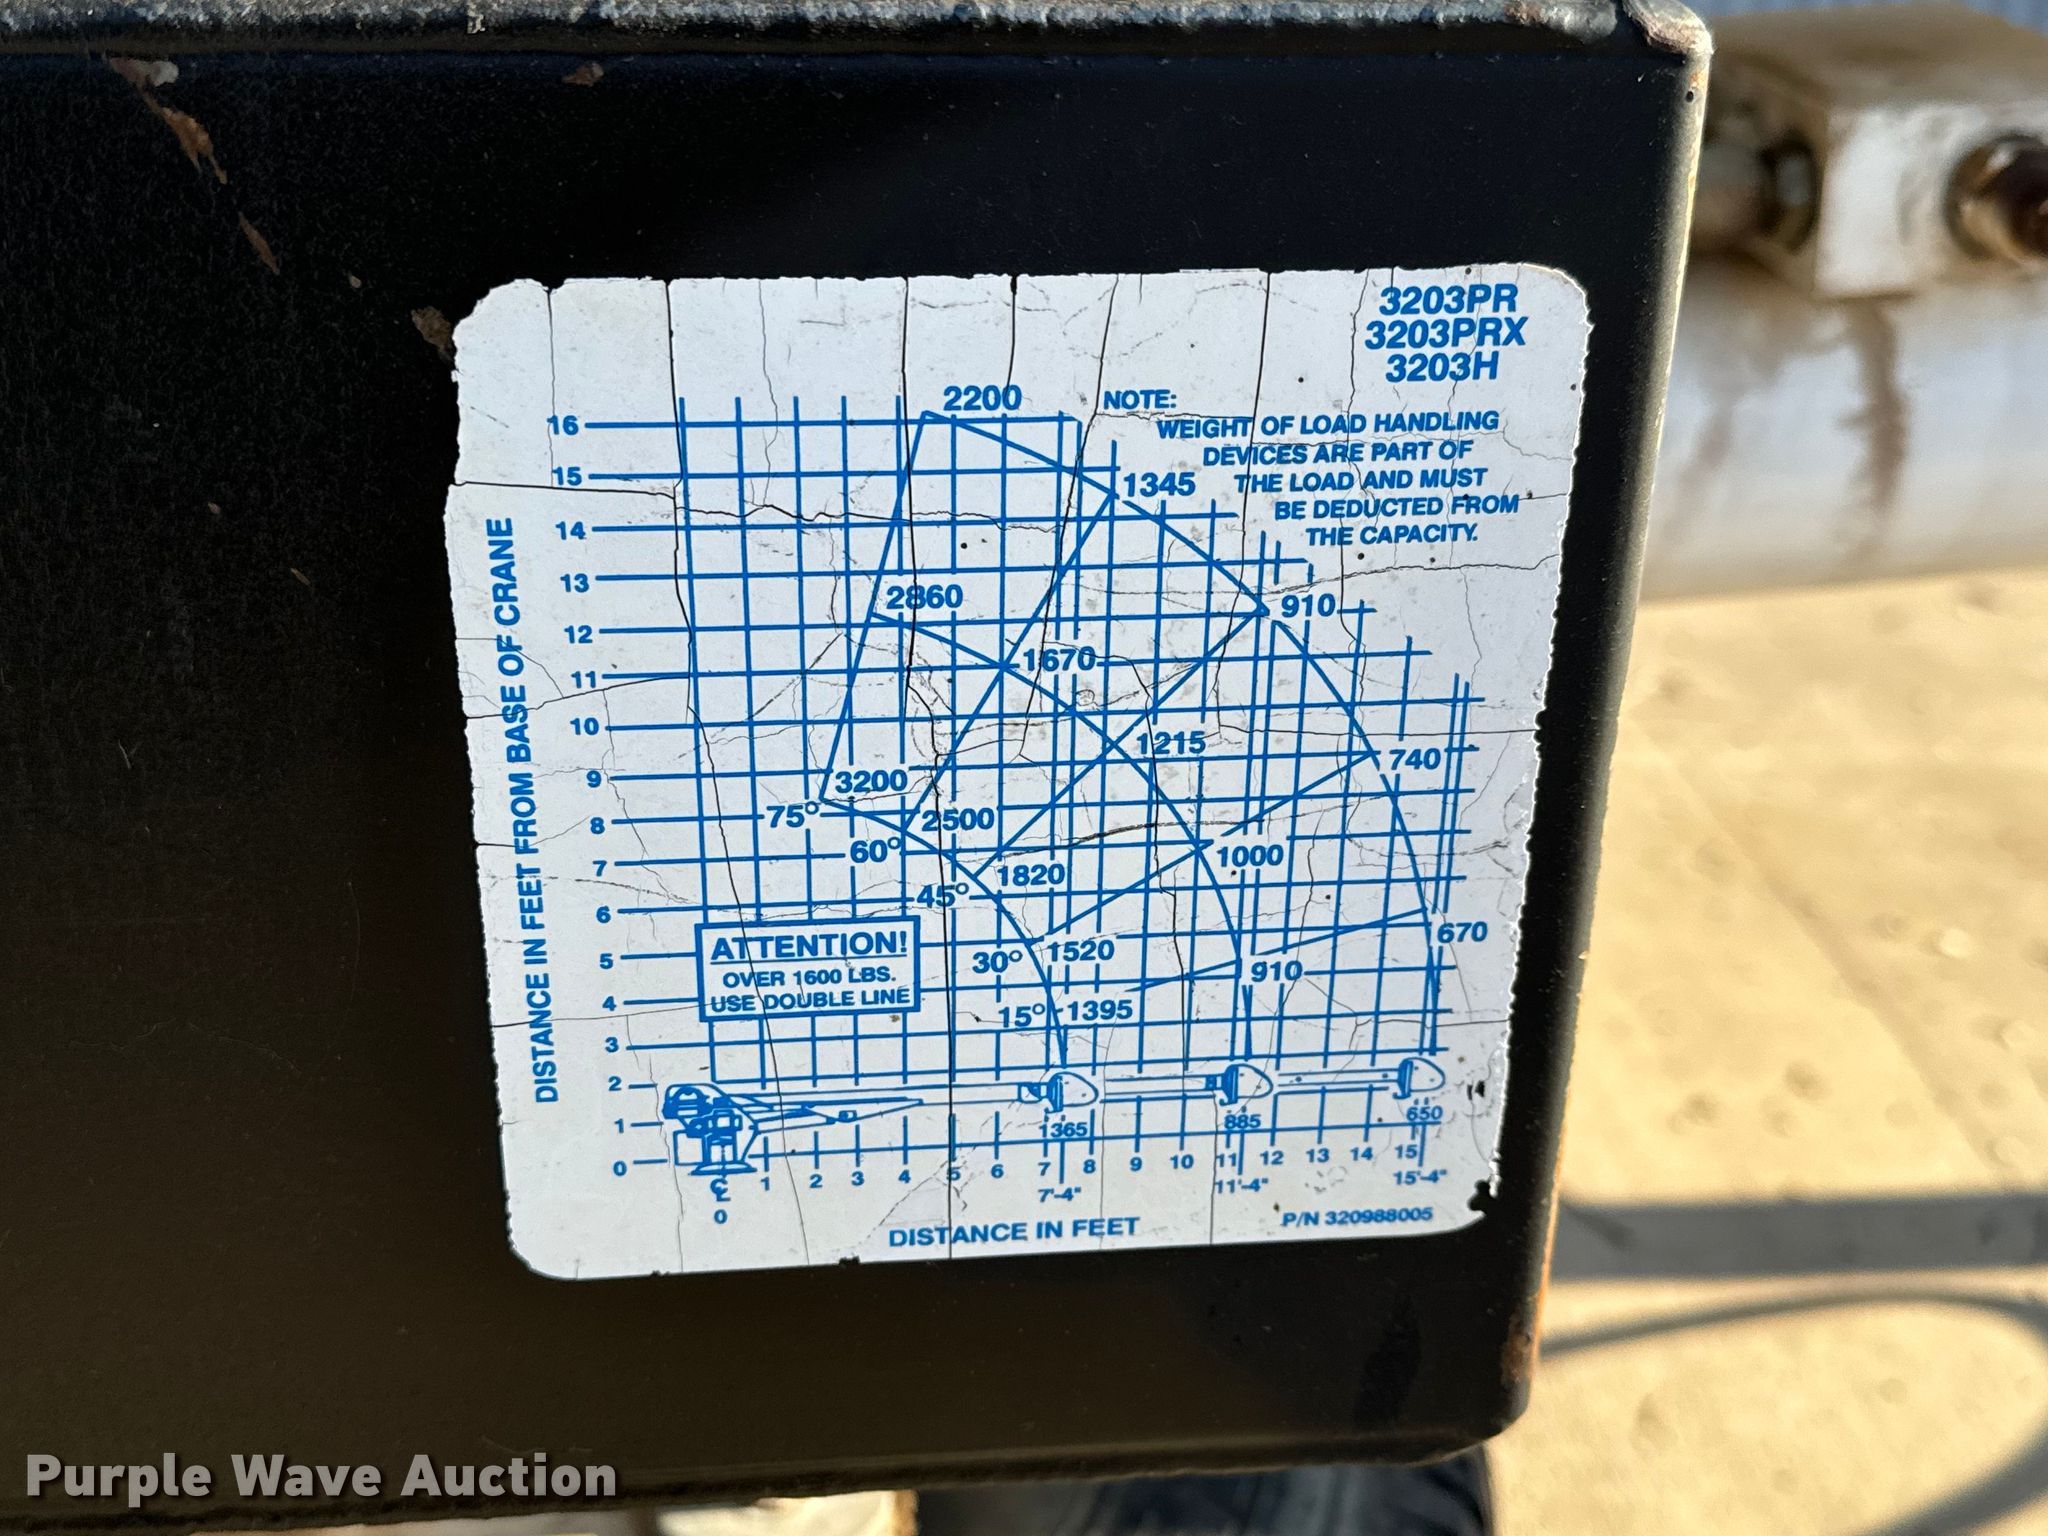 3203PR
3203PRX
3203H
NOTE:
WEIGHT OF LOAD HANDLING
DEVICES ARE PART OF
THE LOAD AND MUST
BE DEDUCTED FROM
THE CAPACITY.
DISTANCE IN FEET FROM BASE OF CRANE
16
15
14
13
12
11
10
9
8
7
6
5
4
3
2
1
0
2200
1345
2860
910
1670
1215
740
3200
75°
2500
60°
1000
1820
45°
670
1520
30°
910
1395
15°
ATTENTION!
OVER 1600 LBS.
USE DOUBLE LINE
1365
885
650
℄
0
1 2 3 4 5 6 7 8 9 10 11 12 13 14 15
7'-4" 11'-4" 15'-4"
DISTANCE IN FEET
P/N 320988005
Purple Wave Auction